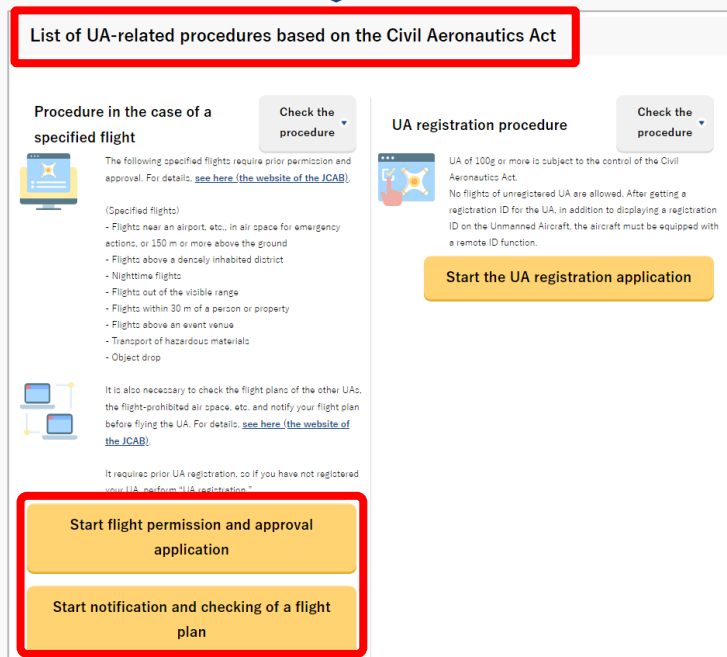 List of UA-related procedures based on the Civil Aeronautics Act
Procedure in the case of a
specified flight
Check the
procedure
The following specified flights require prior permission and
approval. For details, see here (the website of the JCAB).
(Specified flights)
- Flights near an airport, etc., in air space for emergency
actions, or 150 m or more above the ground
- Flights above a densely inhabited district
- Nighttime flights
- Flights out of the visible range
- Flights within 30 m of a person or property
- Flights above an event venue
- Transport of hazardous materials
- Object drop
It is also necessary to check the flight plans of the other UAs,
the flight-prohibited air space, etc. and notify your flight plan
before flying the UA. For details, see here (the website of
the JCAB).
It requires prior UA registration, so if you have not registered
your UA, perform "UA registration."
Start flight permission and approval
application
Start notification and checking of a flight
plan
UA registration procedure
Check the
procedure
UA of 100g or more is subject to the control of the Civil
Aeronautics Act.
No flights of unregistered UA are allowed. After getting a
registration ID for the UA, in addition to displaying a registration
ID on the Unmanned Aircraft, the aircraft must be equipped with
a remote ID function.
Start the UA registration application